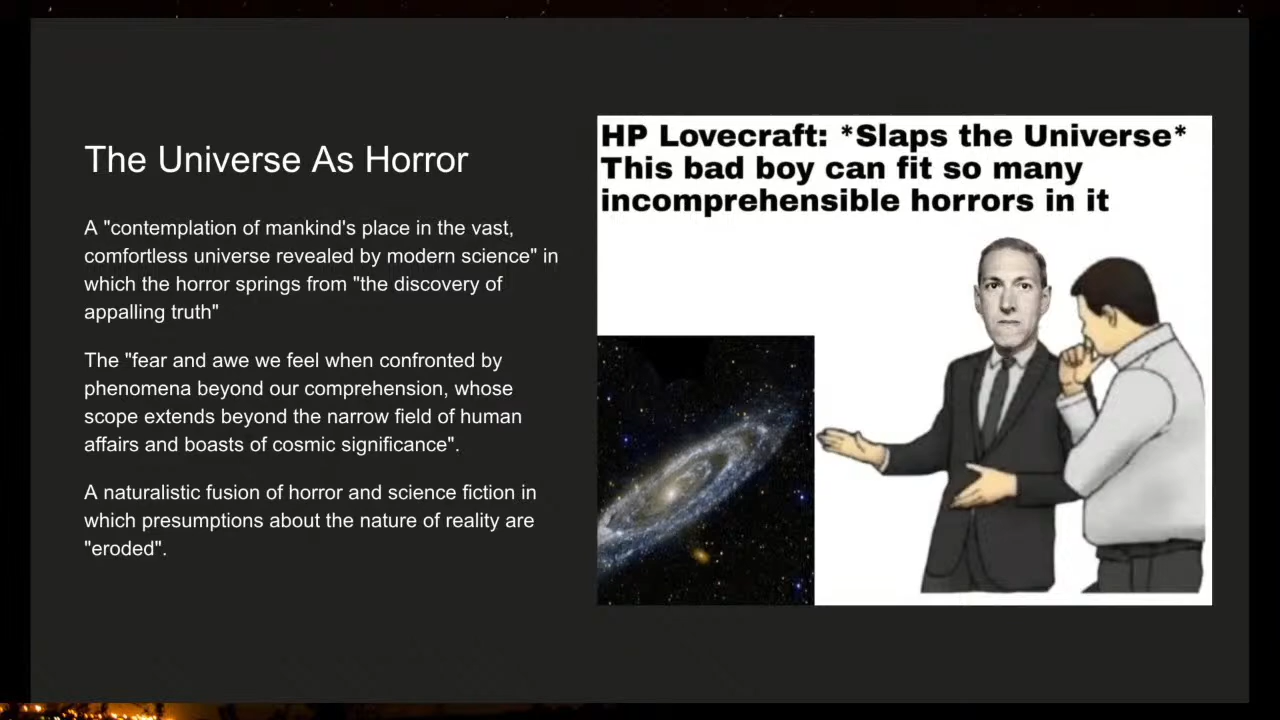 The Universe As Horror
A "contemplation of mankind's place in the vast,
comfortless universe revealed by modern science" in
which the horror springs from "the discovery of
appalling truth"
The "fear and awe we feel when confronted by
phenomena beyond our comprehension, whose
scope extends beyond the narrow field of human
affairs and boasts of cosmic significance".
A naturalistic fusion of horror and science fiction in
which presumptions about the nature of reality are
"eroded".
HP Lovecraft: *Slaps the Universe*
This bad boy can fit so many
incomprehensible horrors in it